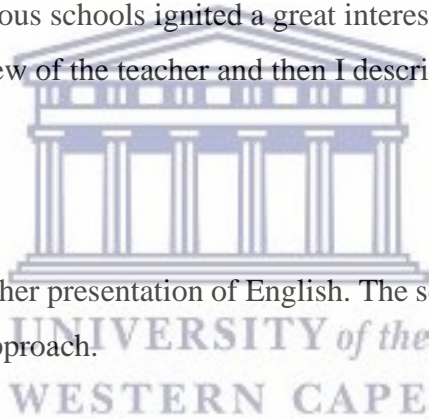 ous schools ignited a great interes
ew of the teacher and then I descri
her presentation of English. The s
UNIVERSITY of the
pproach.
WESTERN CAPE